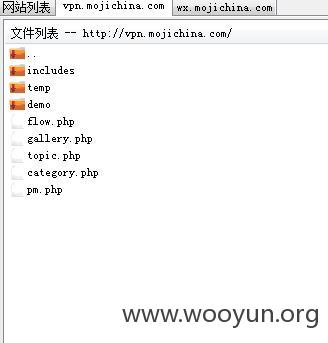 网站列表 vpn.mojichina.com wx.mojichina.com
文件列表 -- http://vpn.mojichina.com/
..
includes
temp
demo
flow.php
gallery.php
topic.php
category.php
pm.php
www.wooyun.org